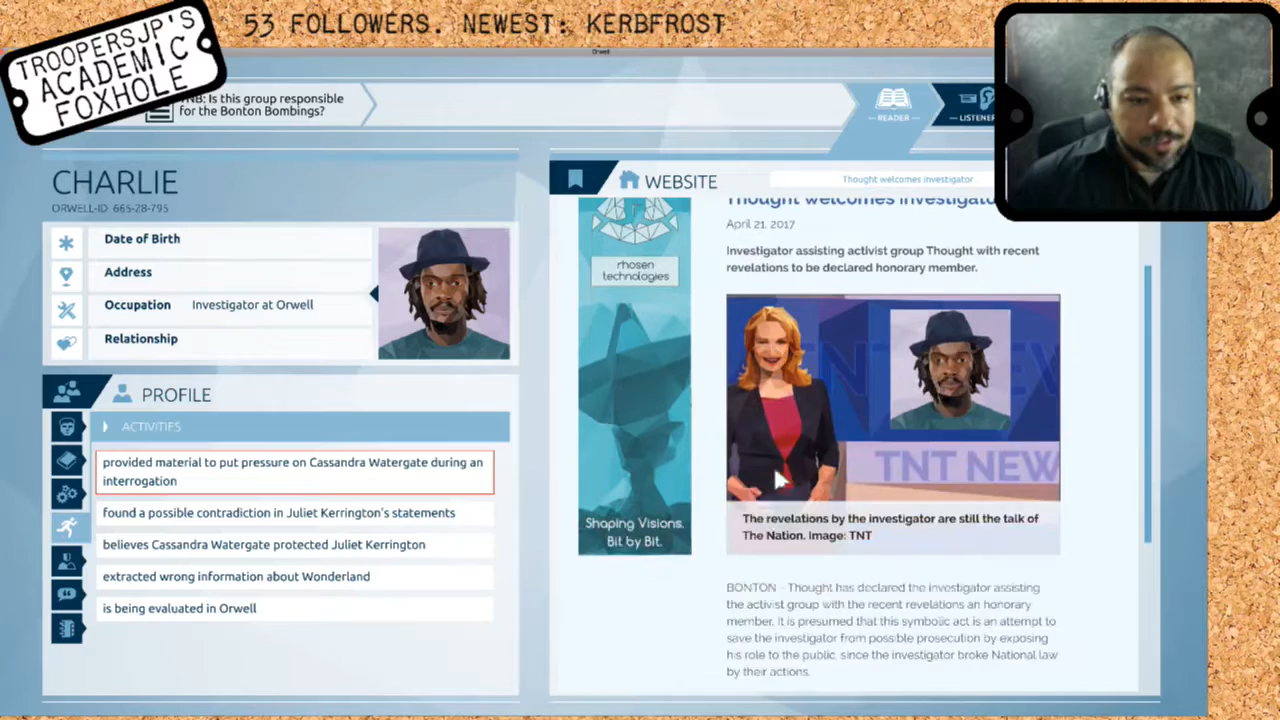 TROOPERSJP'S
ACADEMIC
FOXHOLE
53 FOLLOWERS. NEWEST: KERBFROST
Orwell
TNB: Is this group responsible
for the Bonton Bombings?
READER
LISTENER
CHARLIE
ORWELL-ID 665-28-795
Date of Birth
Address
Occupation Investigator at Orwell
Relationship
PROFILE
ACTIVITIES
provided material to put pressure on Cassandra Watergate during an
interrogation
found a possible contradiction in Juliet Kerrington's statements
believes Cassandra Watergate protected Juliet Kerrington
extracted wrong information about Wonderland
is being evaluated in Orwell
WEBSITE
Thought welcomes investigator
Thought welcomes investigato
April 21, 2017
Investigator assisting activist group Thought with recent
revelations to be declared honorary member.
rhosen
technologies
Shaping Visions.
Bit by Bit.
TNT NEW
TNT NEW
The revelations by the investigator are still the talk of
The Nation. Image: TNT
BONTON - Thought has declared the investigator assisting
the activist group with the recent revelations an honorary
member. It is presumed that this symbolic act is an attempt to
save the investigator from possible prosecution by exposing
his role to the public, since the investigator broke National law
by their actions.